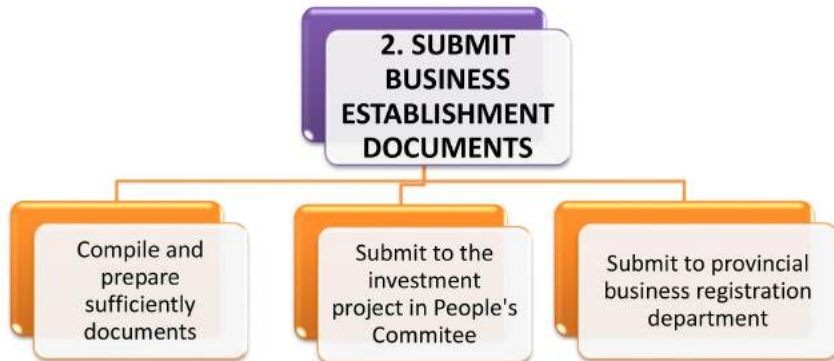 2. SUBMIT
BUSINESS
ESTABLISHMENT
DOCUMENTS
Compile and
prepare
sufficiently
documents
Submit to the
investment
project in People's
Commitee
Submit to provincial
business registration
department